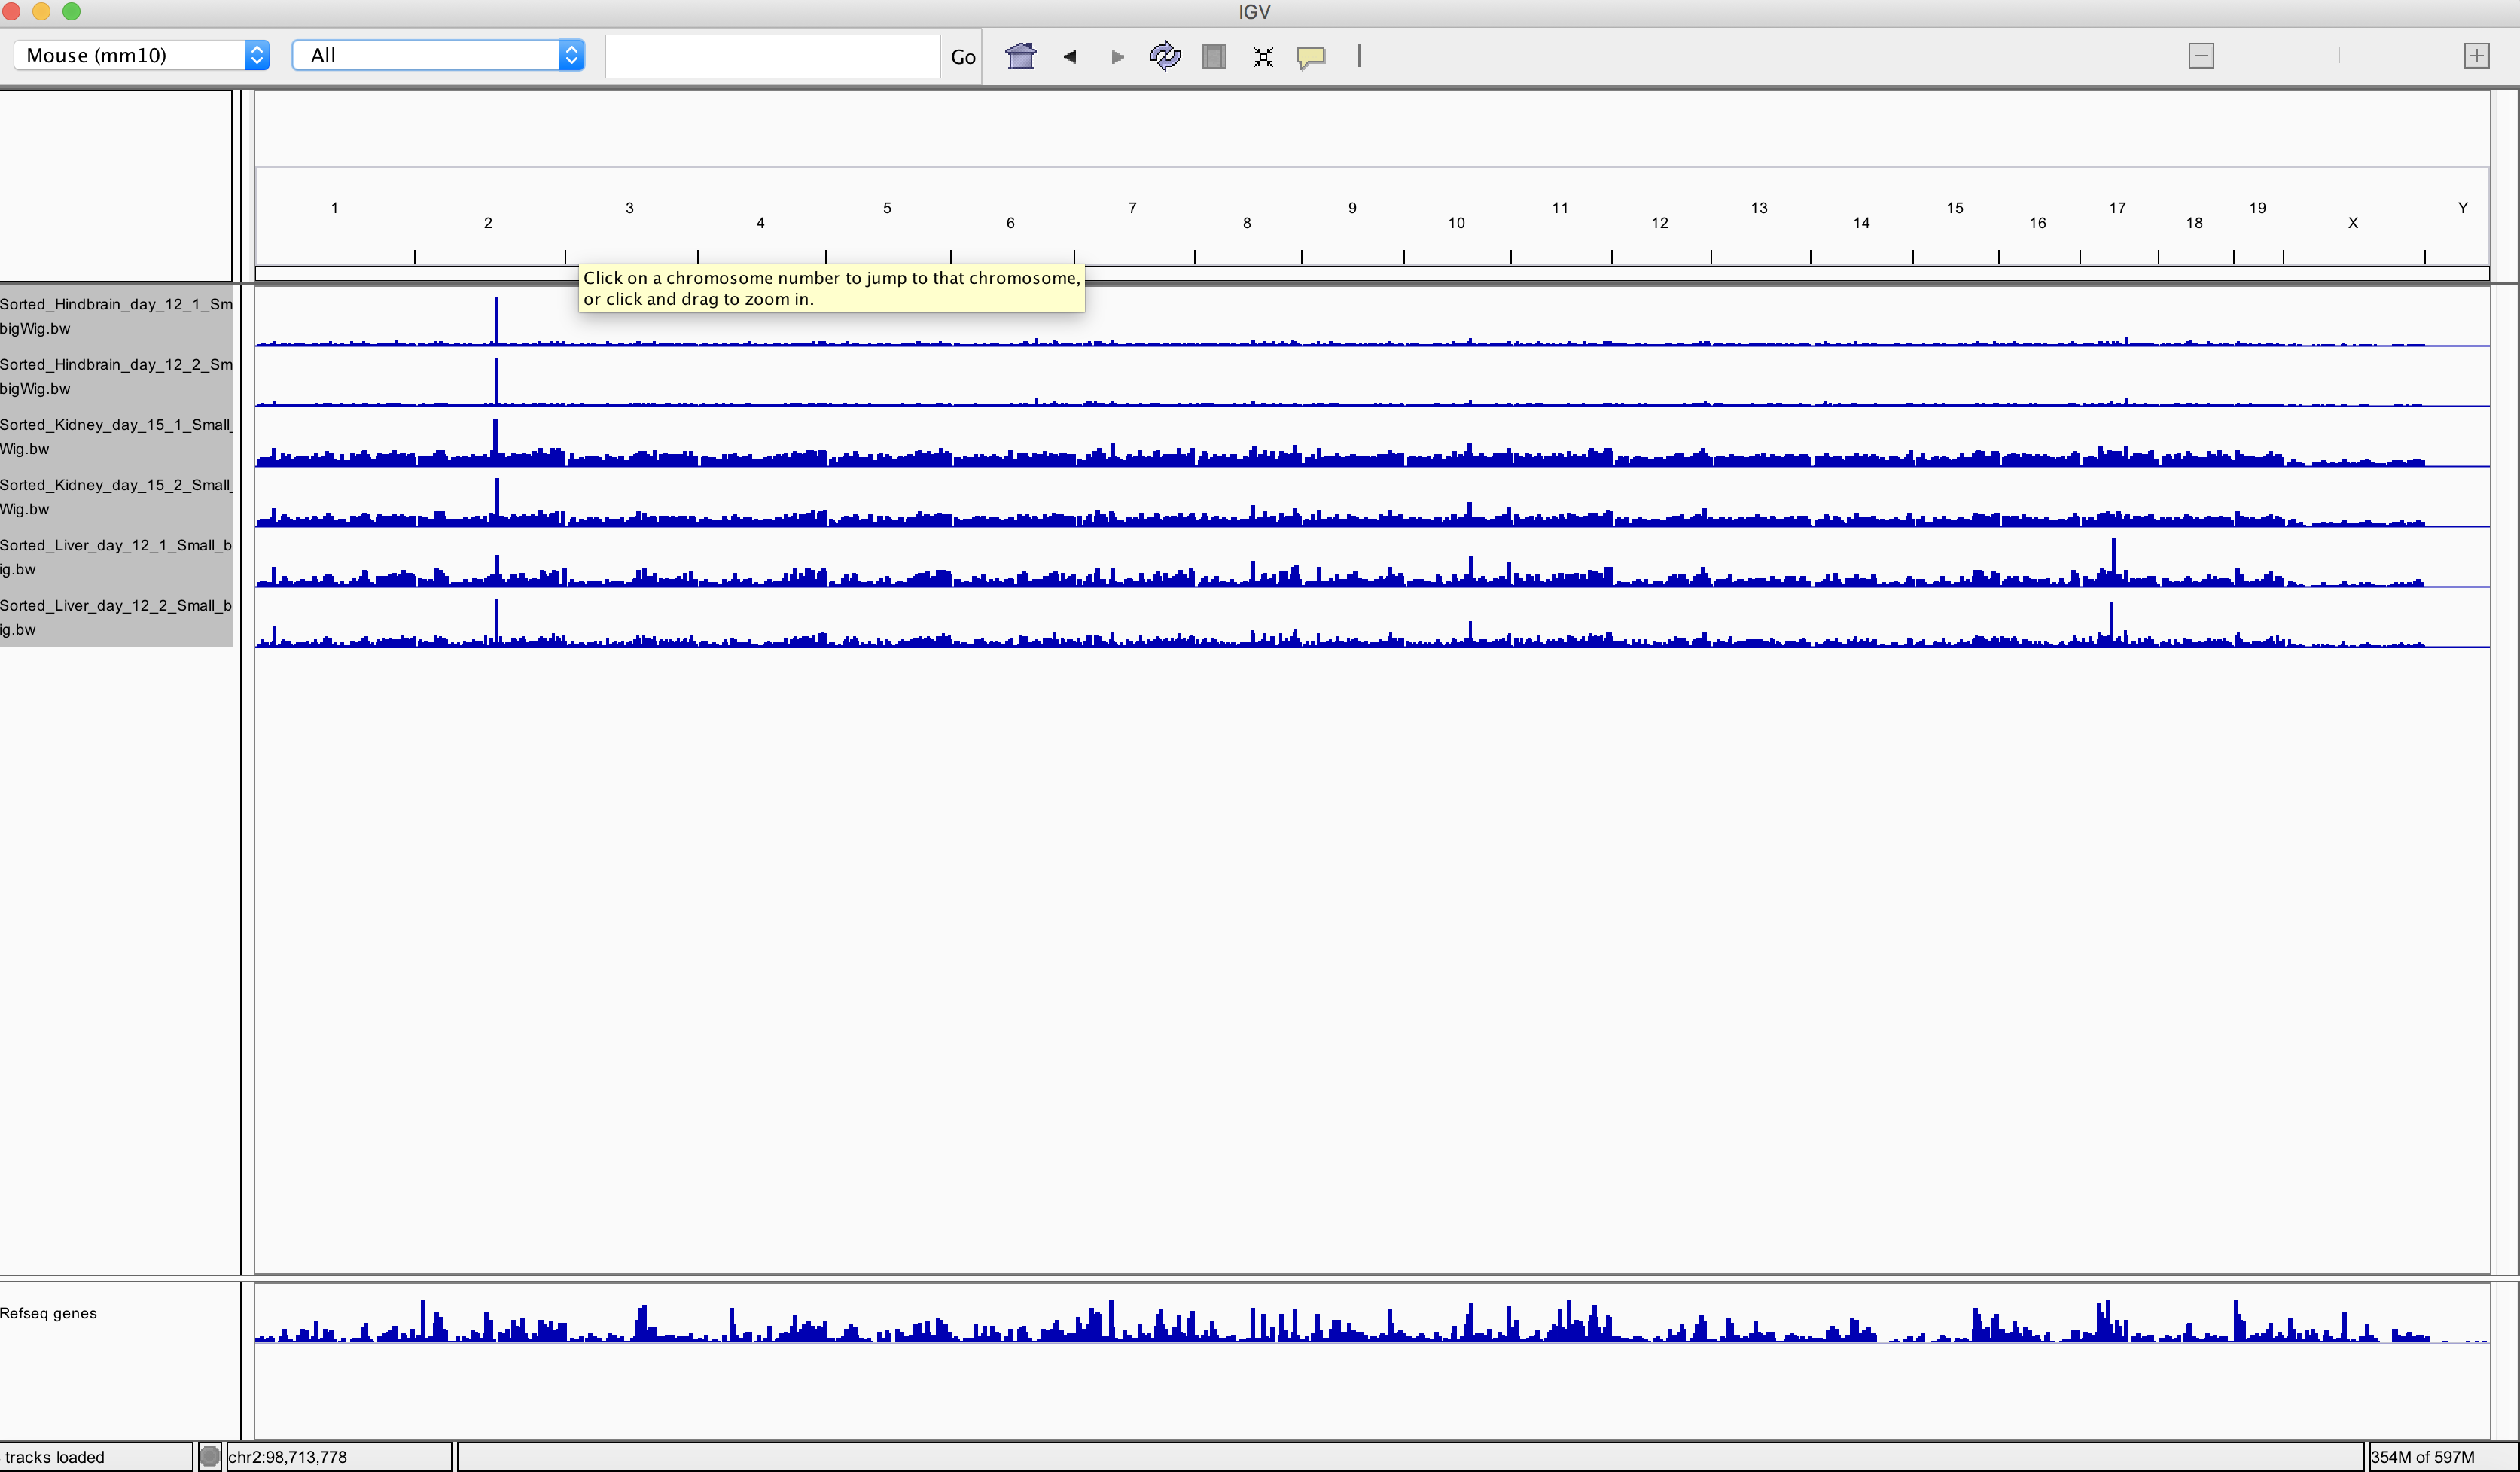 IGV
Mouse (mm10) All Go
1 3 5 7 9 11 13 15 17 19 Y
2 4 6 8 10 12 14 16 18 X
Click on a chromosome number to jump to that chromosome,
or click and drag to zoom in.
Sorted_Hindbrain_day_12_1_Sm
bigWig.bw
Sorted_Hindbrain_day_12_2_Sm
bigWig.bw
Sorted_Kidney_day_15_1_Small_
Wig.bw
Sorted_Kidney_day_15_2_Small_
Wig.bw
Sorted_Liver_day_12_1_Small_b
ig.bw
Sorted_Liver_day_12_2_Small_b
ig.bw
Refseq genes
tracks loaded chr2:98,713,778 354M of 597M